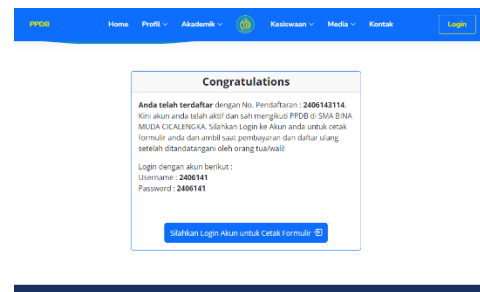 PPDB Home Profil Akademik Kesiswaan Media Kontak Login
Congratulations
Anda telah terdaftar dengan No. Pendaftaran : 2406143114.
Kini akun anda telah aktif dan sah mengikuti PPDB di SMA BINA
MUDA CICALENGKA. Silahkan Login ke Akun anda untuk cetak
formulir anda dan ambil saat pembayaran dan daftar ulang
setelah ditandatangani oleh orang tua/wali!
Login dengan akun berikut :
Username : 2406141
Password : 2406141
Silahkan Login Akun untuk Cetak Formulir